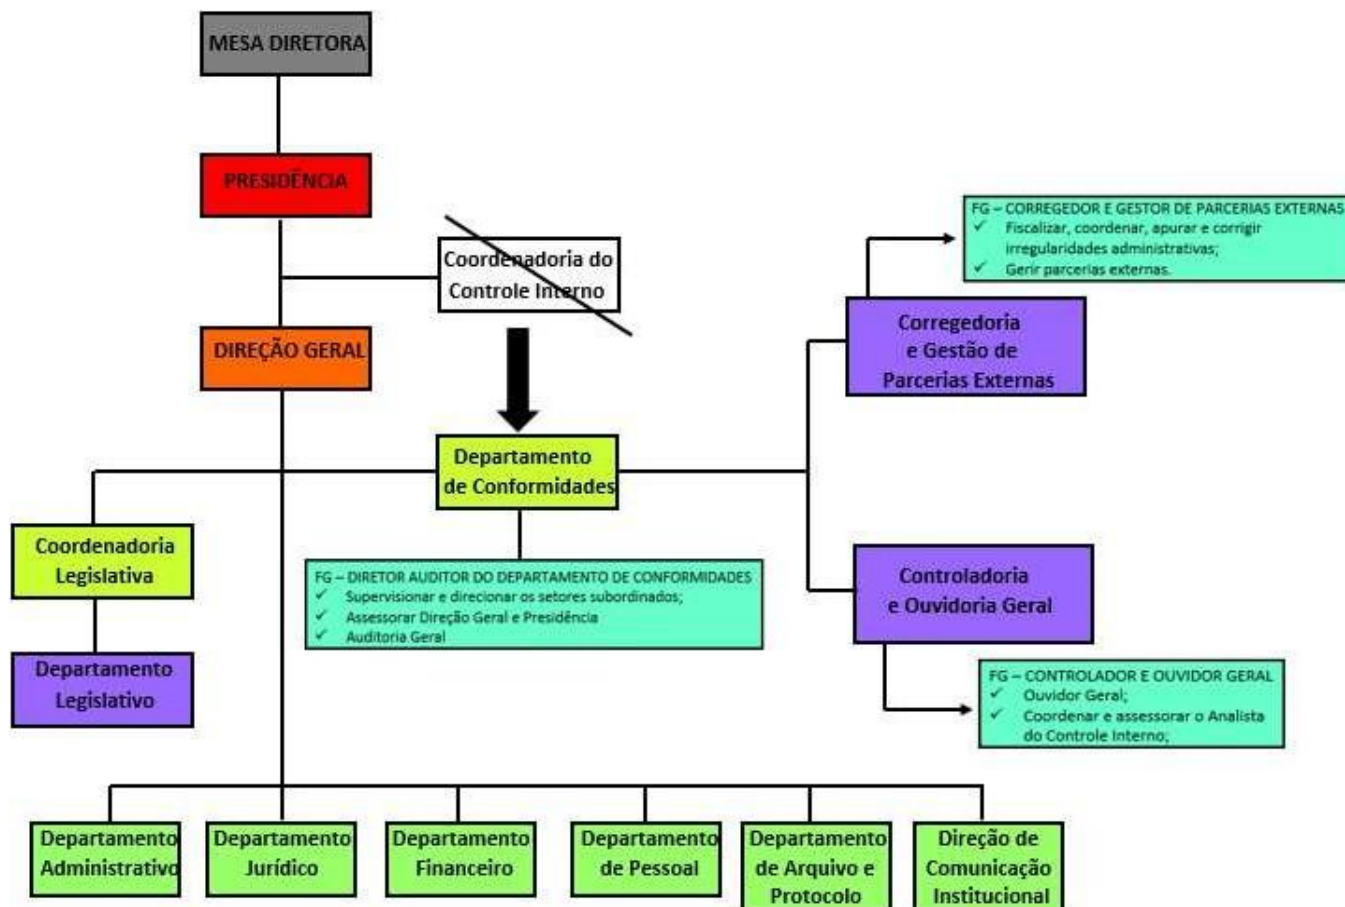 MESA DIRETORA
PRESIDÊNCIA
Coordenadoria do
Controle Interno
DIREÇÃO GERAL
FG – CORREGEDOR E GESTOR DE PARCERIAS EXTERNAS
✓ Fiscalizar, coordenar, apurar e corrigir
irregularidades administrativas;
✓ Gerir parcerias externas.
Corregedoria
e Gestão de
Parcerias Externas
Departamento
de Conformidades
Coordenadoria
Legislativa
FG – DIRETOR AUDITOR DO DEPARTAMENTO DE CONFORMIDADES
✓ Supervisionar e direcionar os setores subordinados;
✓ Assessorar Direção Geral e Presidência
✓ Auditoria Geral
Controladoria
e Ouvidoria Geral
Departamento
Legislativo
FG – CONTROLADOR E OUVIDOR GERAL
✓ Ouvidor Geral;
✓ Coordenar e assessorar o Analista
do Controle Interno;
Departamento
Administrativo
Departamento
Jurídico
Departamento
Financeiro
Departamento
de Pessoal
Departamento
de Arquivo e
Protocolo
Direção de
Comunicação
Institucional